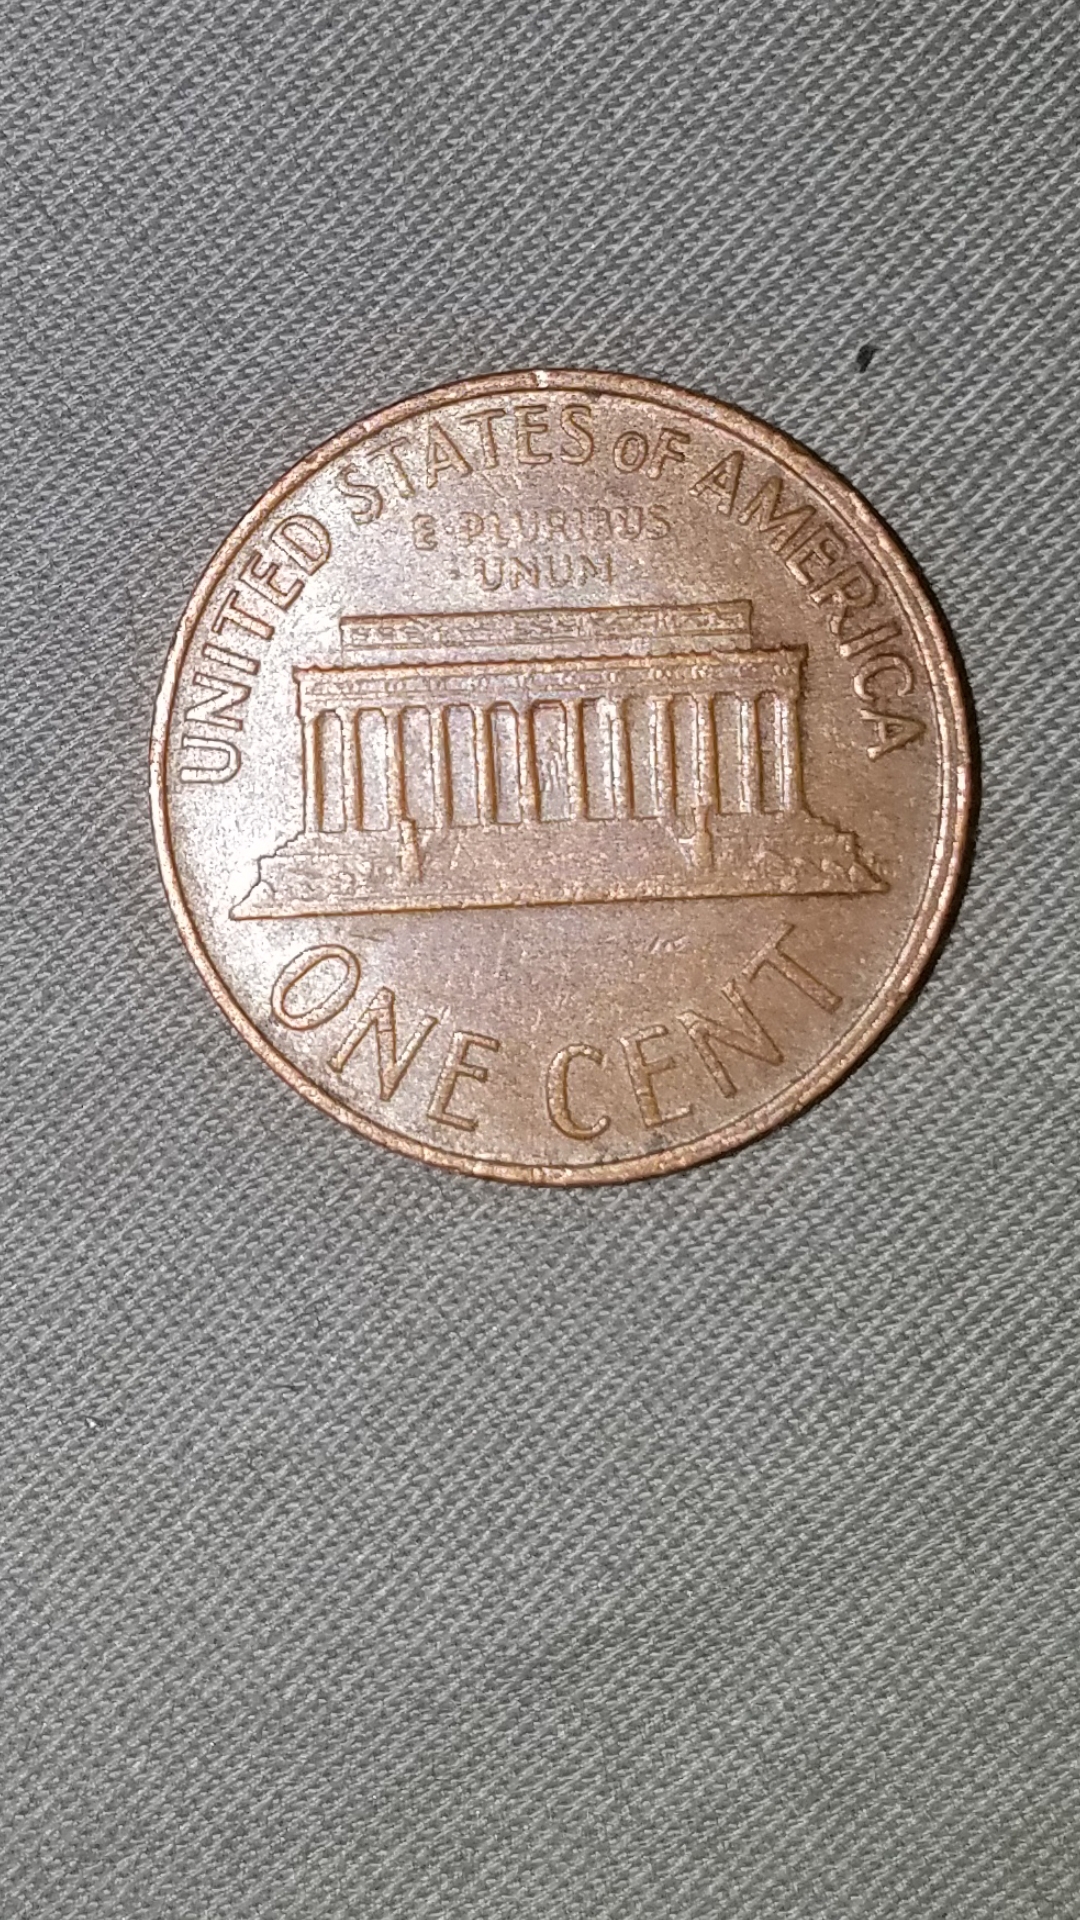 UNITED STATES OF AMERICA
E·PLURIBUS
·UNUM·
ONE CENT